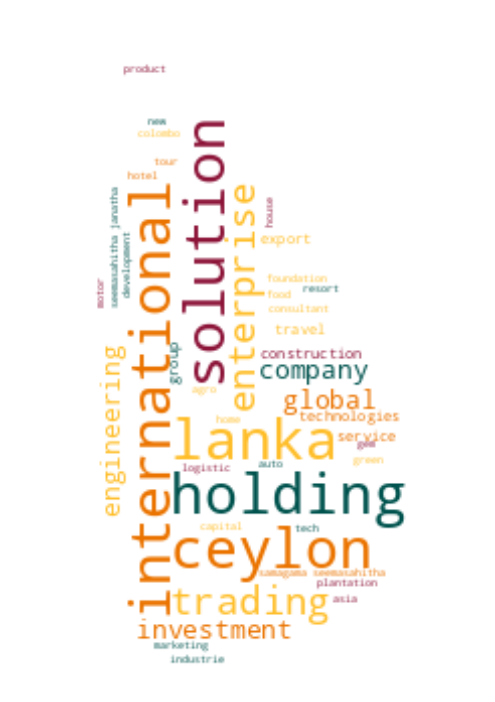 product
new
colombo
tour
hotel
solution
international
enterprise
house
seemasahitha janatha
development
motor
export
foundation
resort
food
consultant
travel
group
construction
company
engineering
agro
global
technologies
home
lanka
service
gem
green
logistic
auto
holding
capital
tech
ceylon
samagama seemasahitha
plantation
trading
asia
investment
marketing
industrie